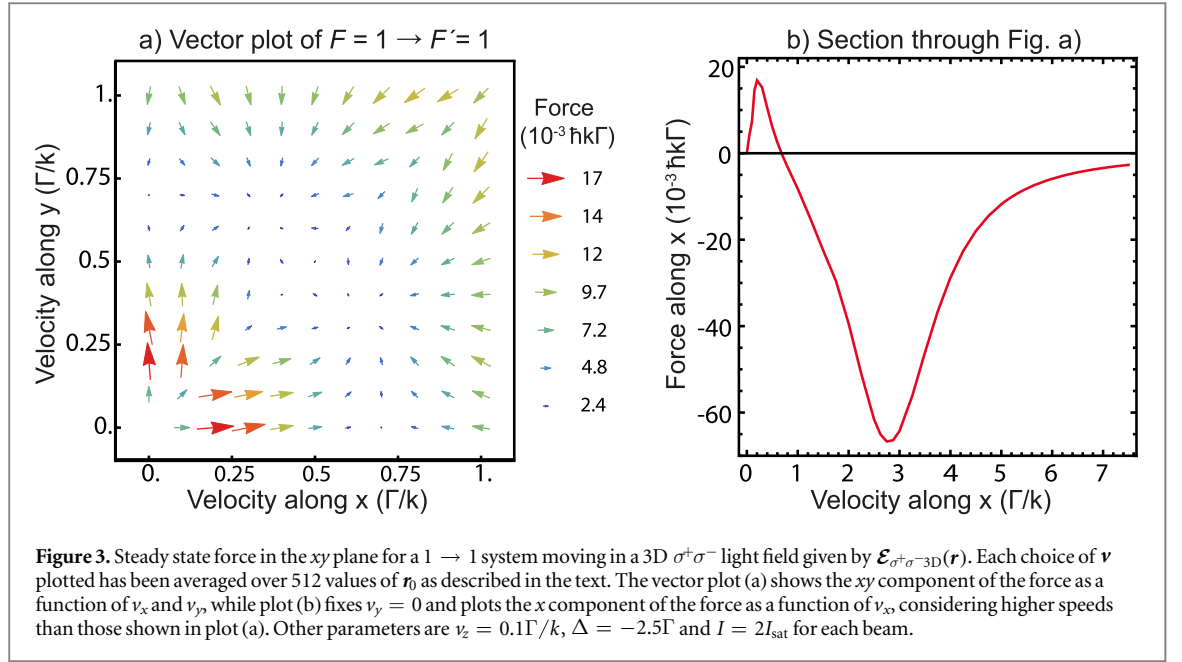 a) Vector plot of F = 1 → F´= 1
b) Section through Fig. a)
Velocity along y (Γ/k)
1.
0.75
0.5
0.25
0.
0.
0.25
0.5
0.75
1.
Velocity along x (Γ/k)
Force
(10⁻³ ħkΓ)
17
14
12
9.7
7.2
4.8
2.4
Force along x (10⁻³ ħkΓ)
20
0
-20
-40
-60
0 1 2 3 4 5 6 7
Velocity along x (Γ/k)
Figure 3. Steady state force in the xy plane for a 1 → 1 system moving in a 3D σ⁺σ⁻ light field given by 𝓔σ⁺σ⁻3D(r). Each choice of v
plotted has been averaged over 512 values of r₀ as described in the text. The vector plot (a) shows the xy component of the force as a
function of vₓ and v_y, while plot (b) fixes v_y = 0 and plots the x component of the force as a function of vₓ, considering higher speeds
than those shown in plot (a). Other parameters are v_z = 0.1Γ/k, Δ = −2.5Γ and I = 2I_sat for each beam.